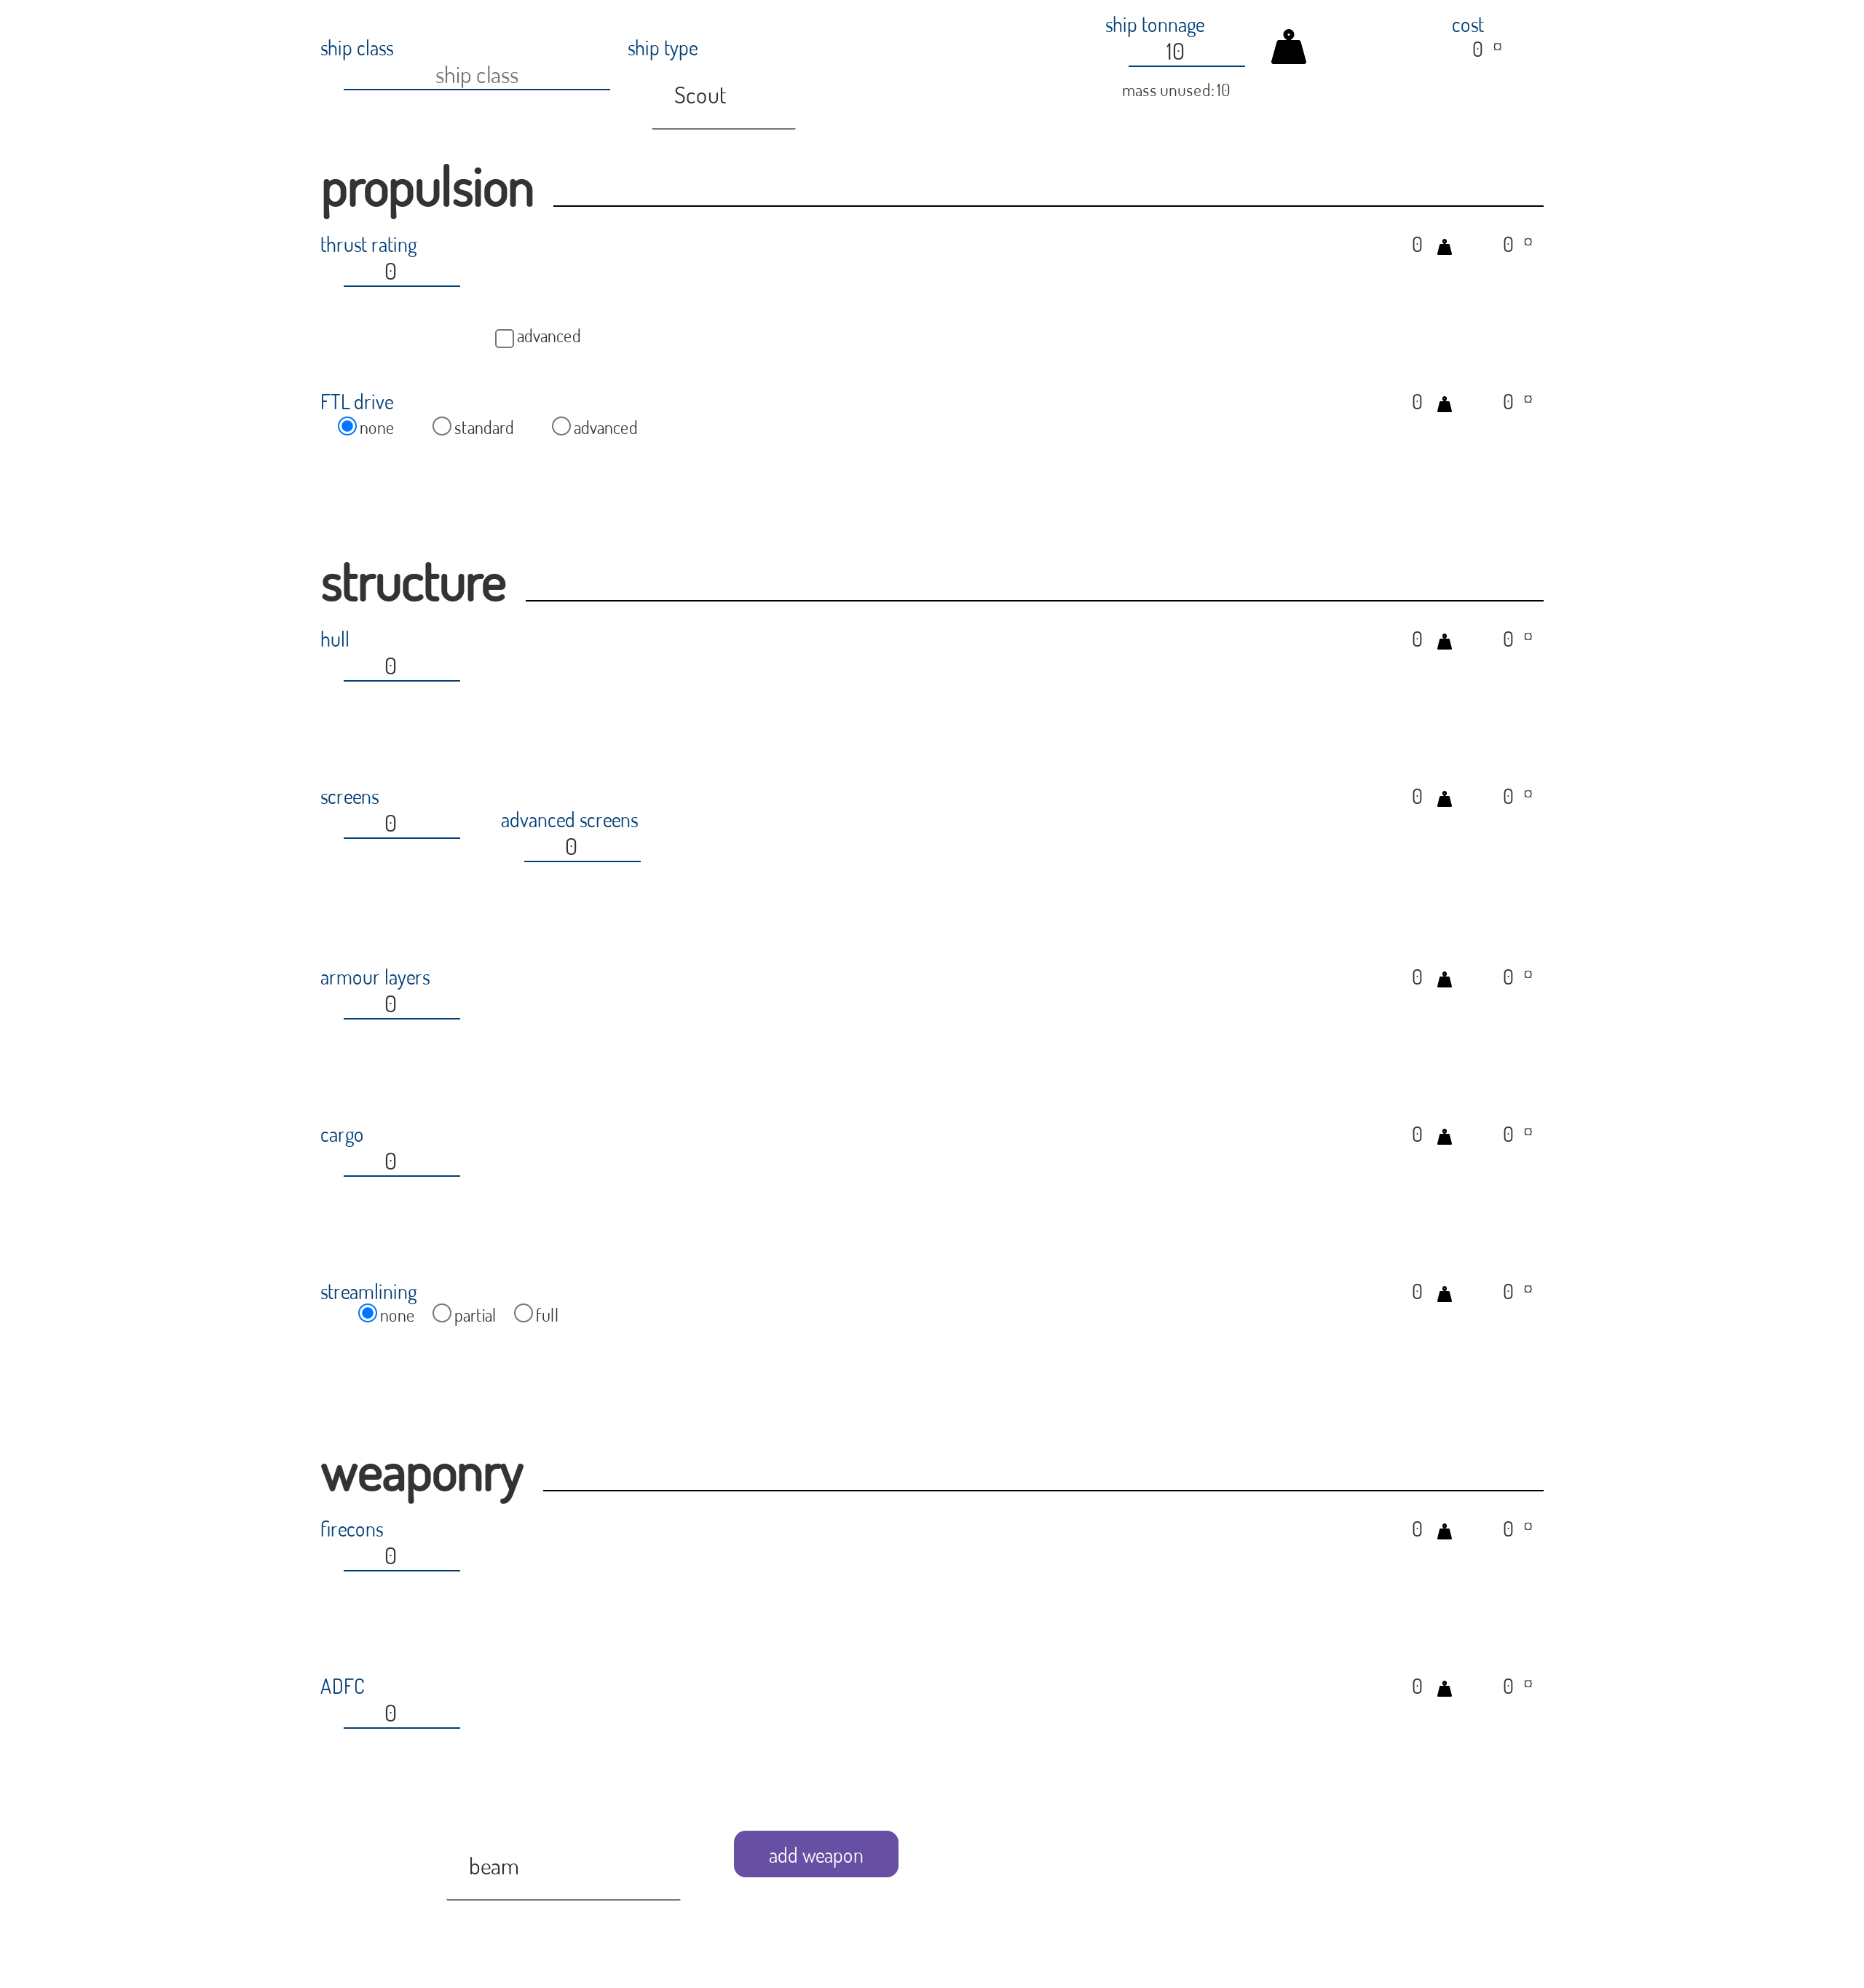 ship class
ship class
ship type
Scout
ship tonnage
10
mass unused: 10
cost
0 ¤
propulsion
thrust rating
0
0 0 ¤
advanced
FTL drive
0 0 ¤
none standard advanced
structure
hull
0 0 ¤
0
screens
0 0 ¤
0
advanced screens
0
armour layers
0 0 ¤
0
cargo
0 0 ¤
0
streamlining
0 0 ¤
none partial full
weaponry
firecons
0 0 ¤
0
ADFC
0 0 ¤
0
beam
add weapon